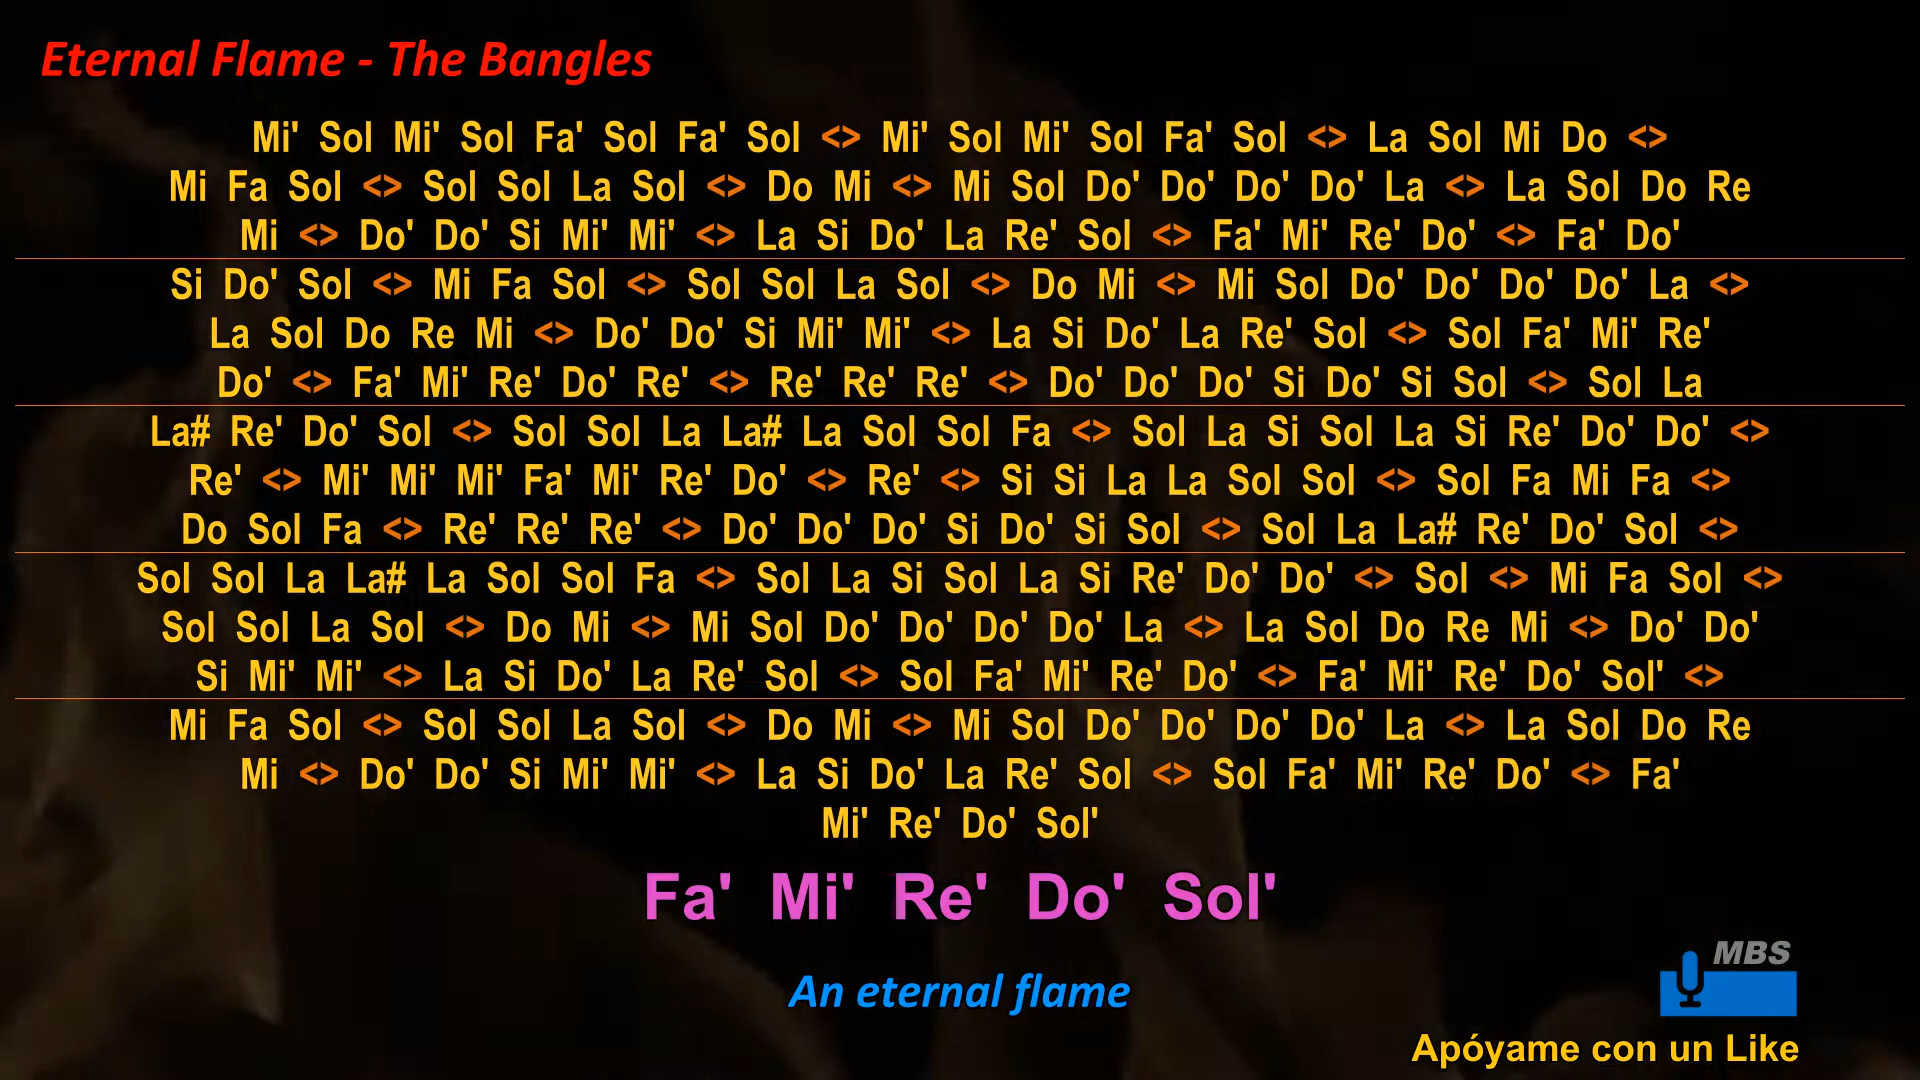 Eternal Flame - The Bangles
Mi' Sol Mi' Sol Fa' Sol Fa' Sol <> Mi' Sol Mi' Sol Fa' Sol <> La Sol Mi Do <>
Mi Fa Sol <> Sol Sol La Sol <> Do Mi <> Mi Sol Do' Do' Do' Do' La <> La Sol Do Re
Mi <> Do' Do' Si Mi' Mi' <> La Si Do' La Re' Sol <> Fa' Mi' Re' Do' <> Fa' Do'
Si Do' Sol <> Mi Fa Sol <> Sol Sol La Sol <> Do Mi <> Mi Sol Do' Do' Do' Do' La <>
La Sol Do Re Mi <> Do' Do' Si Mi' Mi' <> La Si Do' La Re' Sol <> Sol Fa' Mi' Re'
Do' <> Fa' Mi' Re' Do' Re' <> Re' Re' Re' <> Do' Do' Do' Si Do' Si Sol <> Sol La
La# Re' Do' Sol <> Sol Sol La La# La Sol Sol Fa <> Sol La Si Sol La Si Re' Do' Do' <>
Re' <> Mi' Mi' Mi' Fa' Mi' Re' Do' <> Re' <> Si Si La La Sol Sol <> Sol Fa Mi Fa <>
Do Sol Fa <> Re' Re' Re' <> Do' Do' Do' Si Do' Si Sol <> Sol La La# Re' Do' Sol <>
Sol Sol La La# La Sol Sol Fa <> Sol La Si Sol La Si Re' Do' Do' <> Sol <> Mi Fa Sol <>
Sol Sol La Sol <> Do Mi <> Mi Sol Do' Do' Do' Do' La <> La Sol Do Re Mi <> Do' Do'
Si Mi' Mi' <> La Si Do' La Re' Sol <> Sol Fa' Mi' Re' Do' <> Fa' Mi' Re' Do' Sol' <>
Mi Fa Sol <> Sol Sol La Sol <> Do Mi <> Mi Sol Do' Do' Do' Do' La <> La Sol Do Re
Mi <> Do' Do' Si Mi' Mi' <> La Si Do' La Re' Sol <> Sol Fa' Mi' Re' Do' <> Fa'
Mi' Re' Do' Sol'
Fa' Mi' Re' Do' Sol'
An eternal flame
MBS
Apóyame con un Like